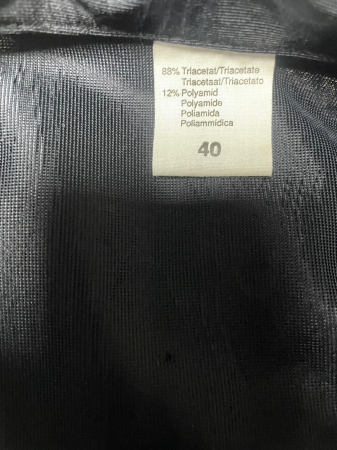 88% Triacetat/Triacetate
Triacetaat/Triacetato
12% Polyamid
Polyamide
Poliamida
Poliammidica
40